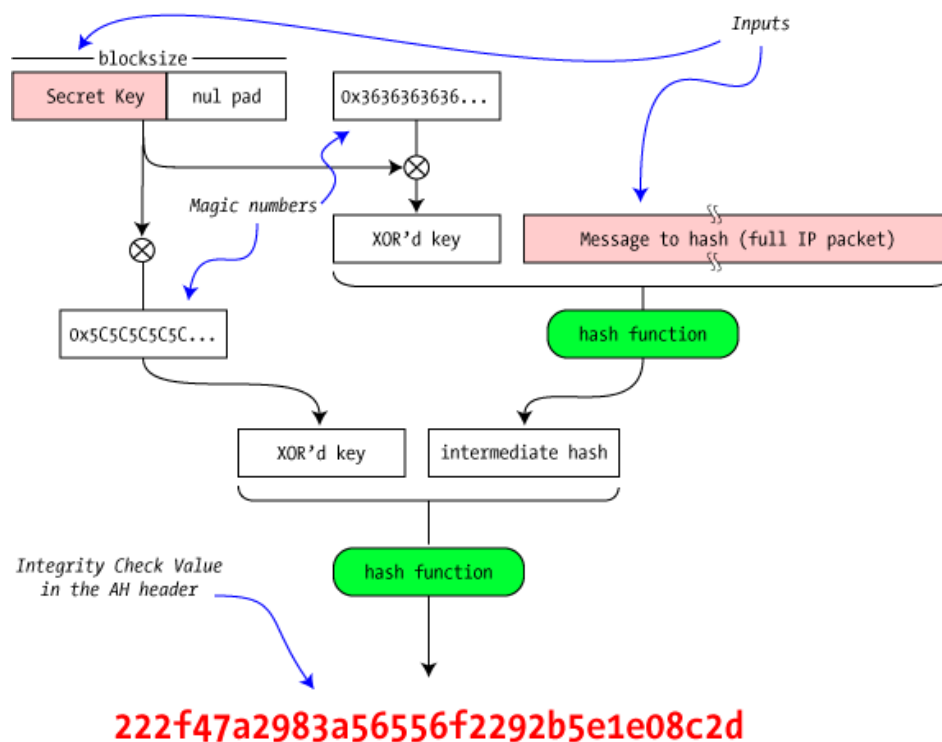 Inputs
blocksize
Secret Key
nul pad
0x3636363636...
Magic numbers
XOR'd key
Message to hash (full IP packet)
0x5C5C5C5C5C...
hash function
XOR'd key
intermediate hash
Integrity Check Value
in the AH header
hash function
222f47a2983a56556f2292b5e1e08c2d